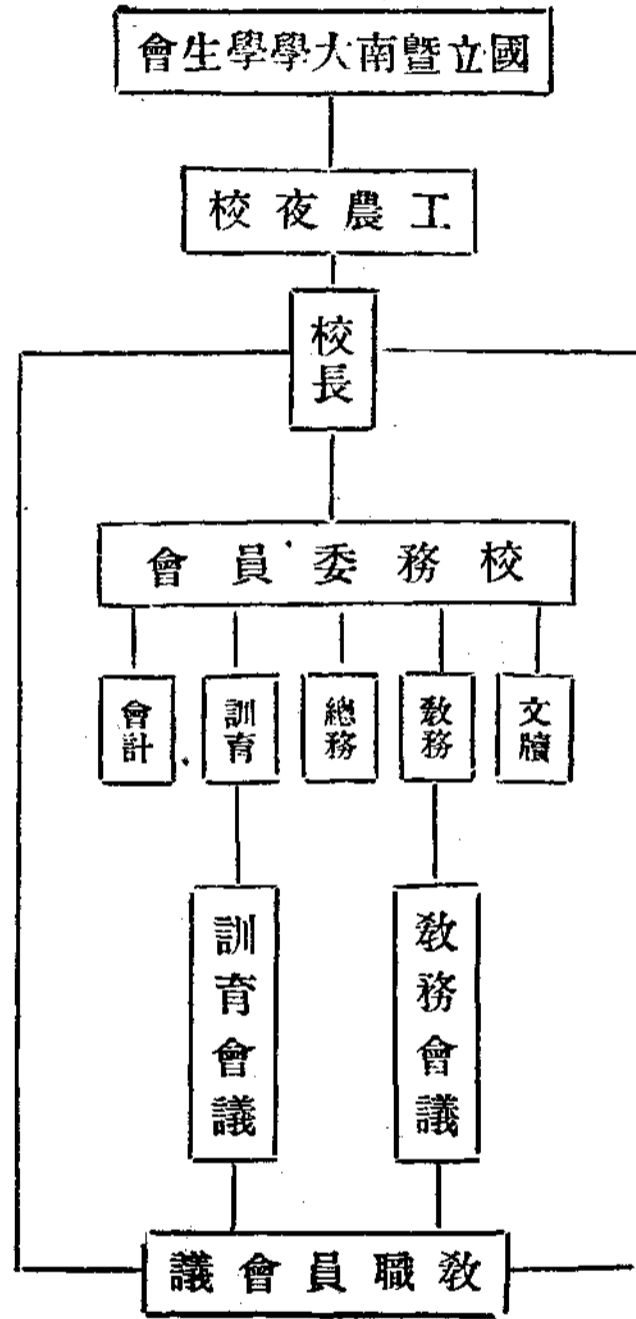 國立暨南大學學生會
工農夜校
校長
校務委員會
文牘
教務
總務
訓育
會計
教務會議
訓育會議
教職員會議